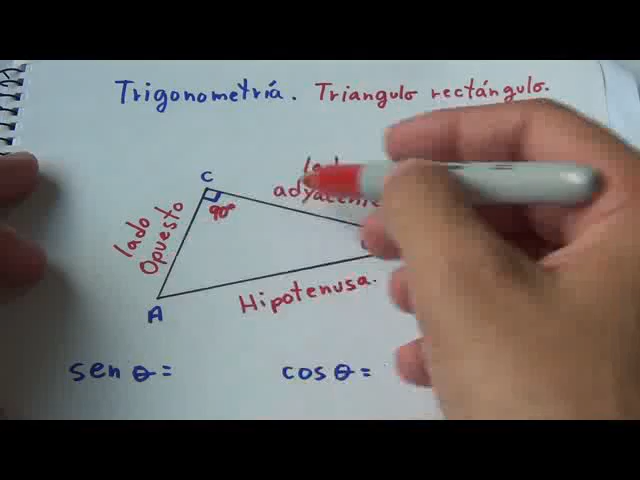 Trigonometría. Triangulo rectángulo.
C
90°
lado
Opuesto
Hipotenusa.
A
sen θ =
cos θ =